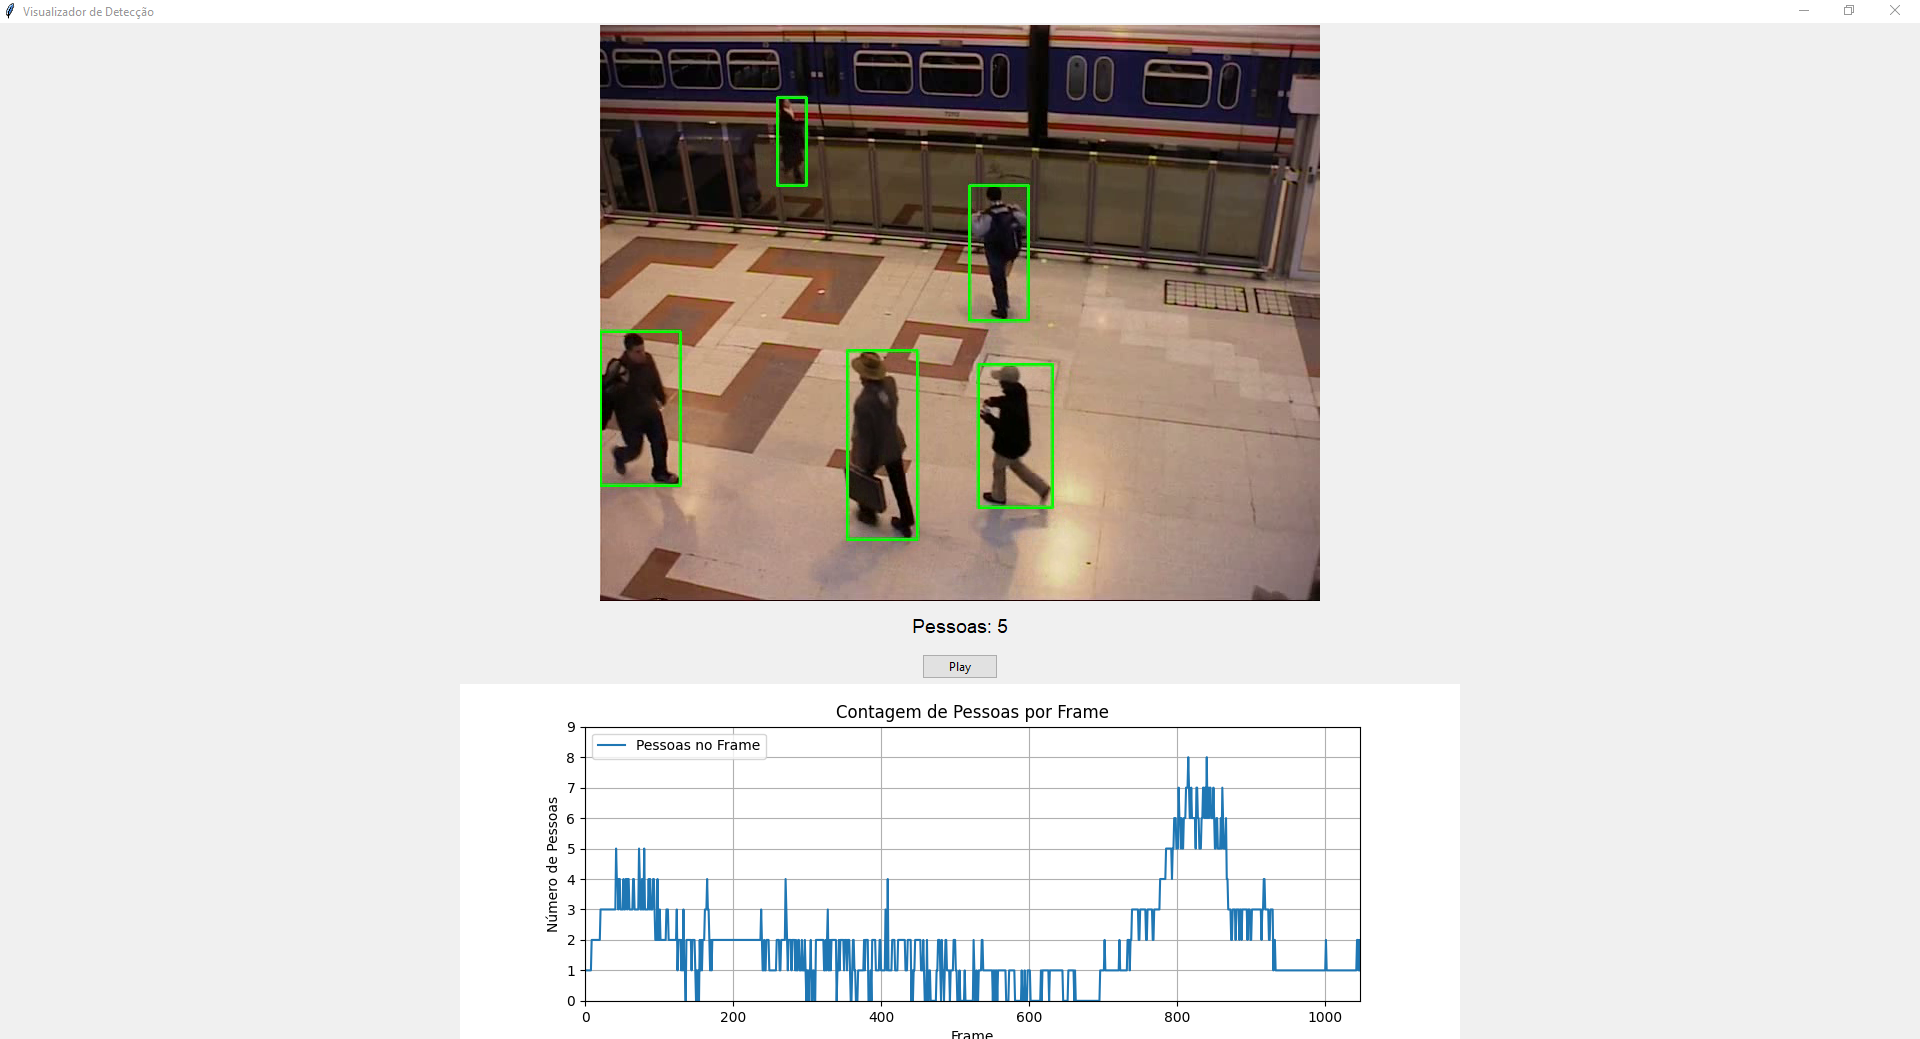 Visualizador de Detecção
Pessoas: 5
Play
Contagem de Pessoas por Frame
Pessoas no Frame
Número de Pessoas
9
8
7
6
5
4
3
2
1
0
0 200 400 600 800 1000
Frame